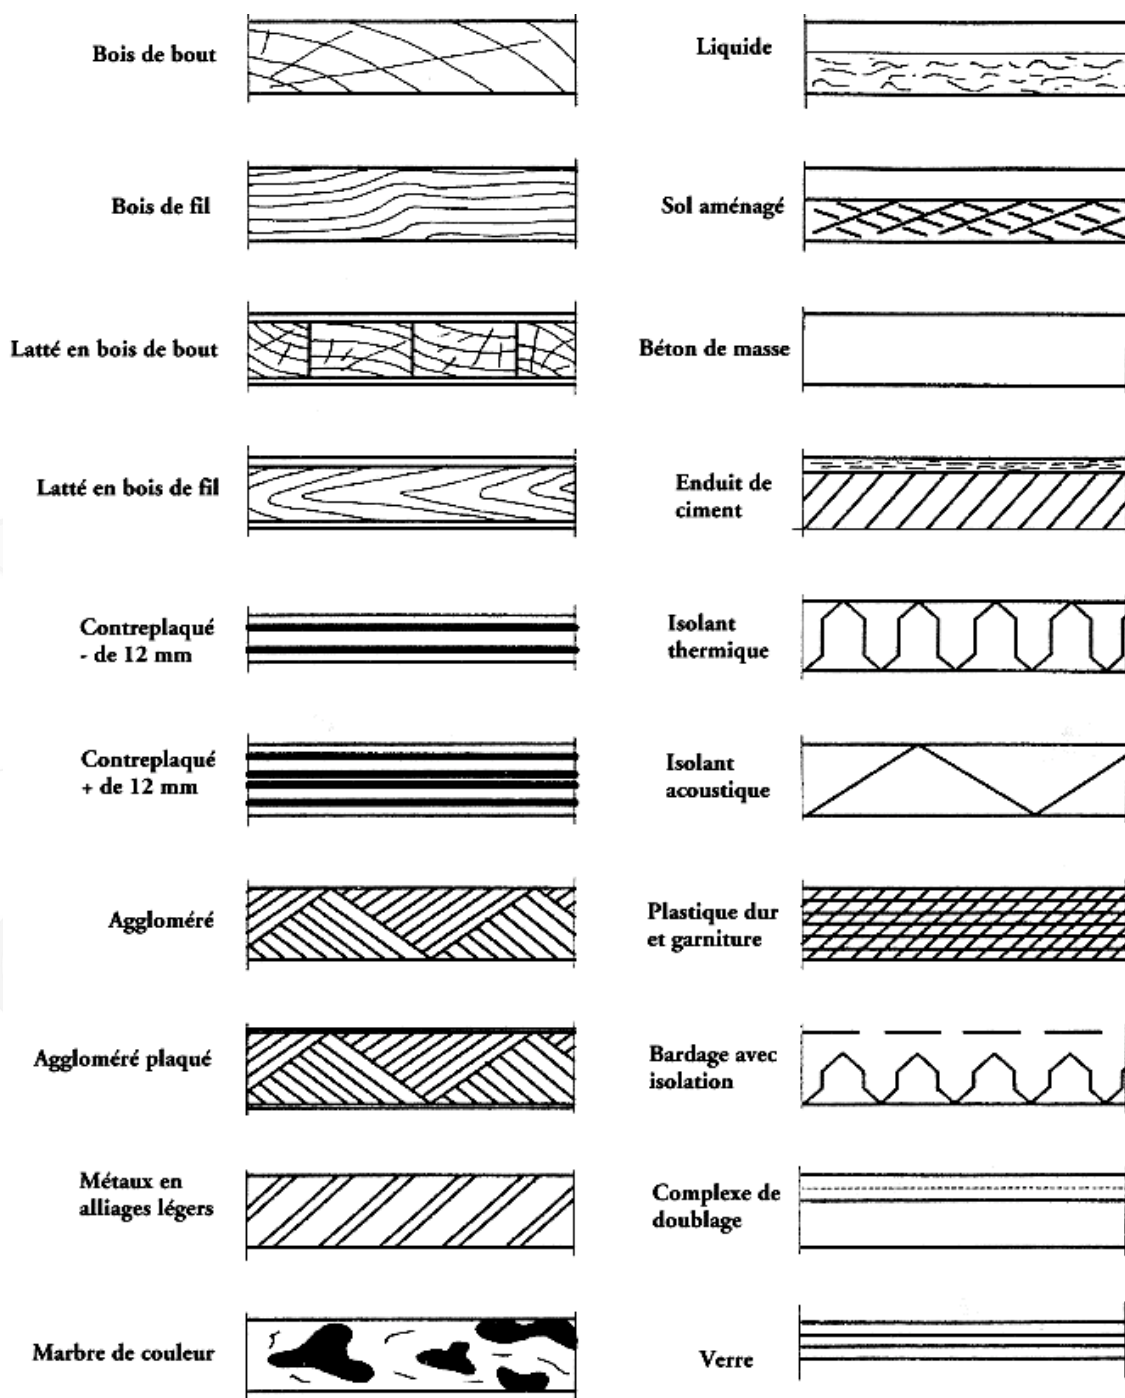 Bois de bout
Bois de fil
Latté en bois de bout
Latté en bois de fil
Contreplaqué
- de 12 mm
Contreplaqué
+ de 12 mm
Aggloméré
Aggloméré plaqué
Métaux en
alliages légers
Marbre de couleur
Liquide
Sol aménagé
Béton de masse
Enduit de
ciment
Isolant
thermique
Isolant
acoustique
Plastique dur
et garniture
Bardage avec
isolation
Complexe de
doublage
Verre